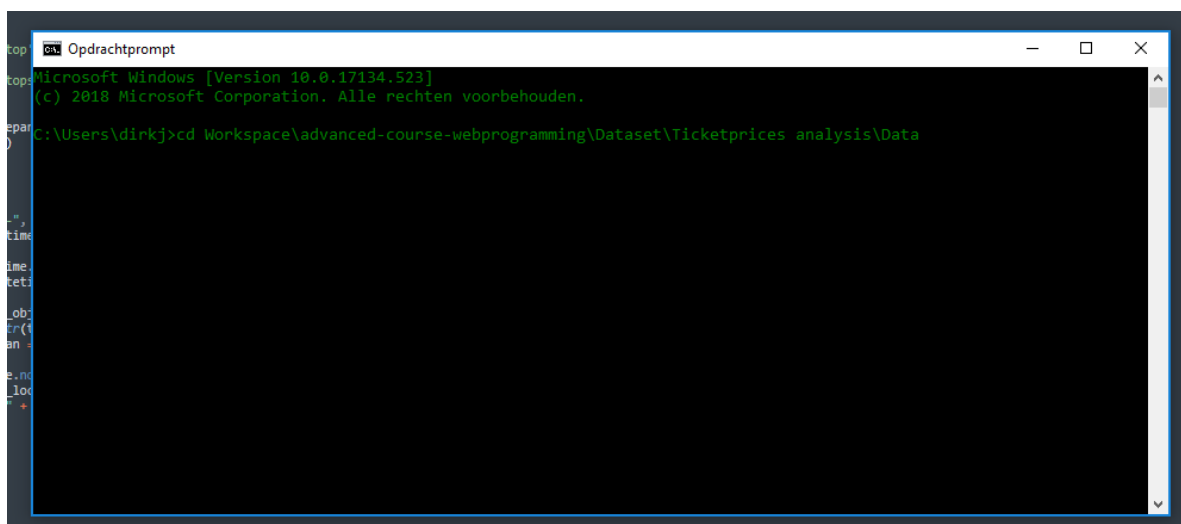 Opdrachtprompt
Microsoft Windows [Version 10.0.17134.523]
(c) 2018 Microsoft Corporation. Alle rechten voorbehouden.
C:\Users\dirkj>cd Workspace\advanced-course-webprogramming\Dataset\Ticketprices analysis\Data